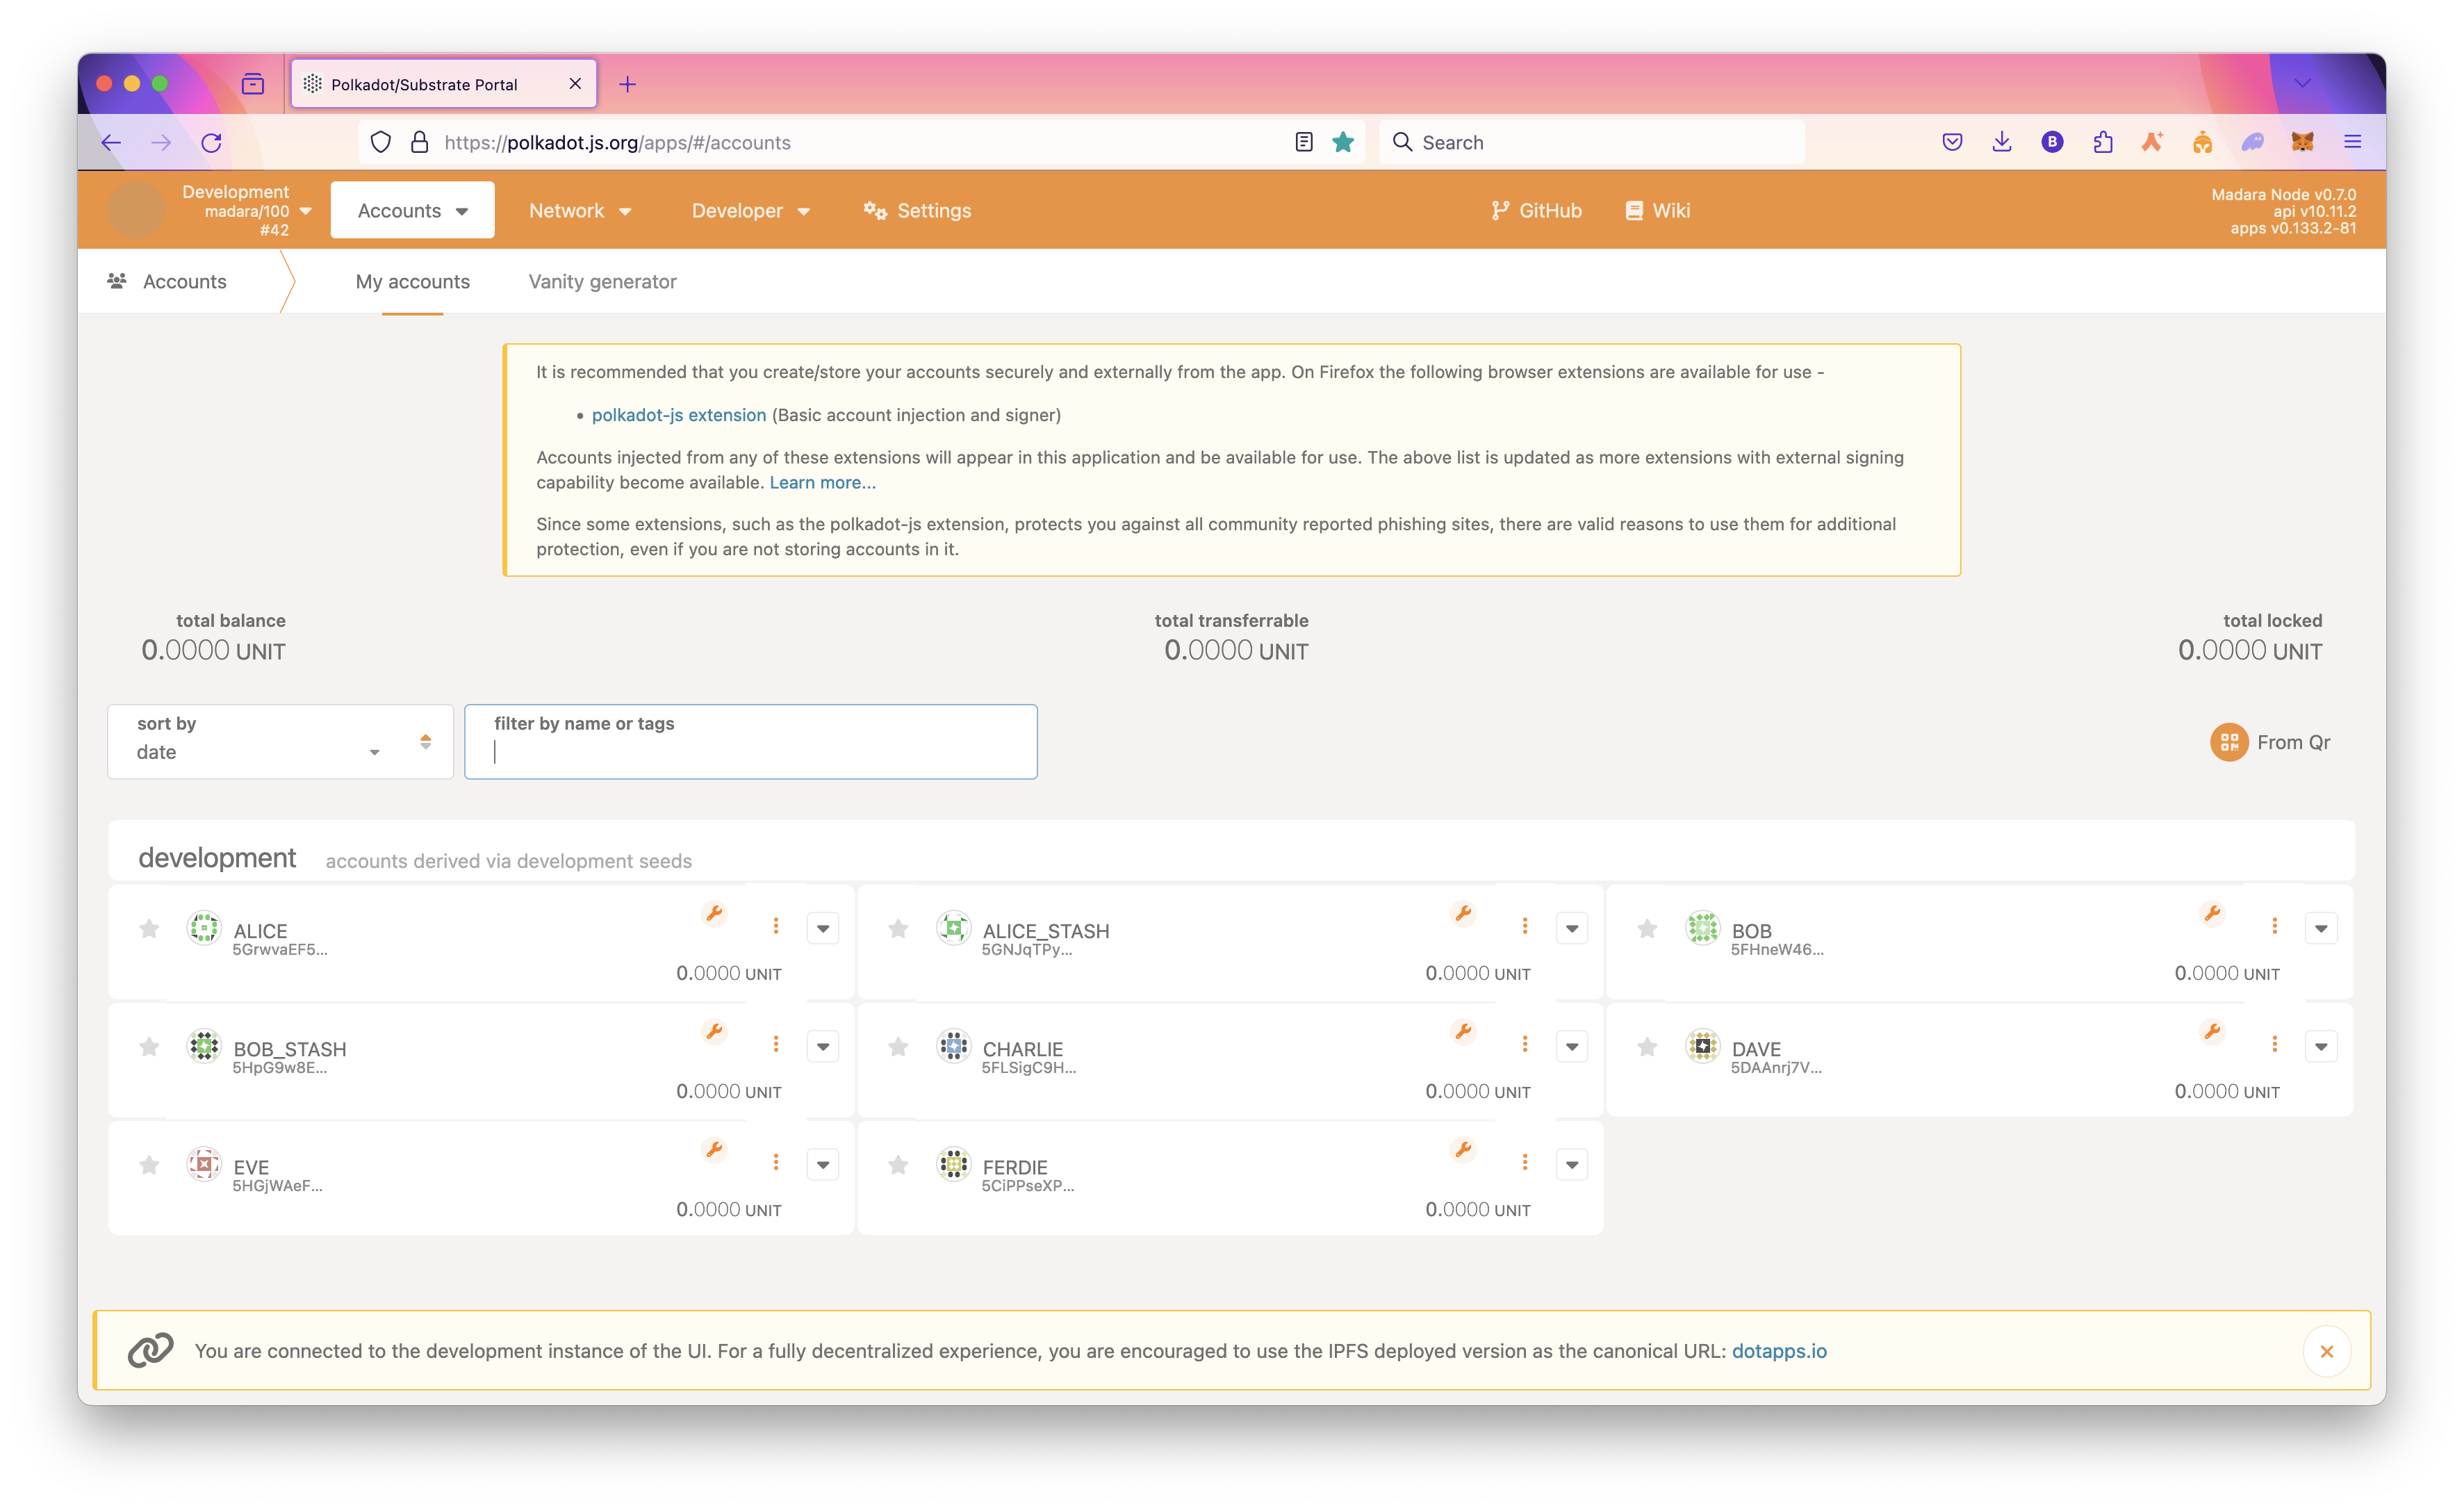 Polkadot/Substrate Portal
https://polkadot.js.org/apps/#/accounts
Search
B
Development
madara/100
#42
Accounts
Network
Developer
Settings
GitHub
Wiki
Madara Node v0.7.0
api v10.11.2
apps v0.133.2-81
Accounts
My accounts
Vanity generator
It is recommended that you create/store your accounts securely and externally from the app. On Firefox the following browser extensions are available for use -
• polkadot-js extension (Basic account injection and signer)
Accounts injected from any of these extensions will appear in this application and be available for use. The above list is updated as more extensions with external signing
capability become available. Learn more...
Since some extensions, such as the polkadot-js extension, protects you against all community reported phishing sites, there are valid reasons to use them for additional
protection, even if you are not storing accounts in it.
total balance
0.0000 UNIT
total transferrable
0.0000 UNIT
total locked
0.0000 UNIT
sort by
date
filter by name or tags
From Qr
development
accounts derived via development seeds
ALICE
5GrwvaEF5...
0.0000 UNIT
ALICE_STASH
5GNJqTPy...
0.0000 UNIT
BOB
5FHneW46...
0.0000 UNIT
BOB_STASH
5HpG9w8E...
0.0000 UNIT
CHARLIE
5FLSigC9H...
0.0000 UNIT
DAVE
5DAAnrj7V...
0.0000 UNIT
EVE
5HGjWAeF...
0.0000 UNIT
FERDIE
5CiPPseXP...
0.0000 UNIT
You are connected to the development instance of the UI. For a fully decentralized experience, you are encouraged to use the IPFS deployed version as the canonical URL: dotapps.io